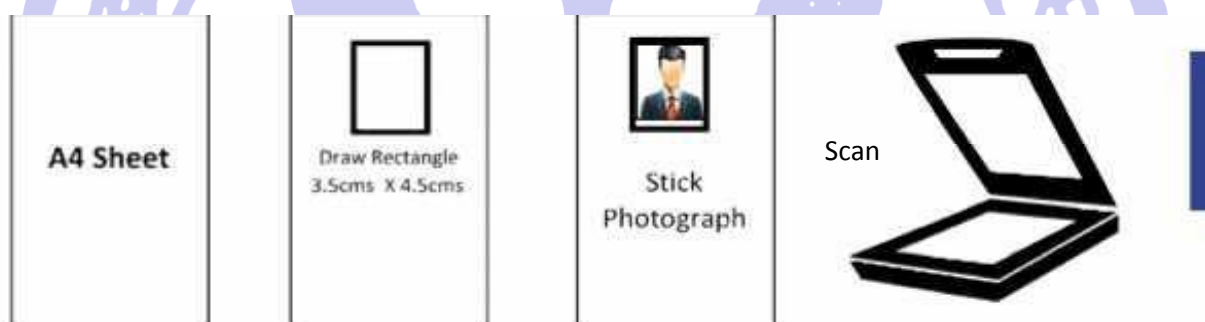 A4 Sheet
Draw Rectangle
3.5cms X 4.5cms
Stick
Photograph
Scan